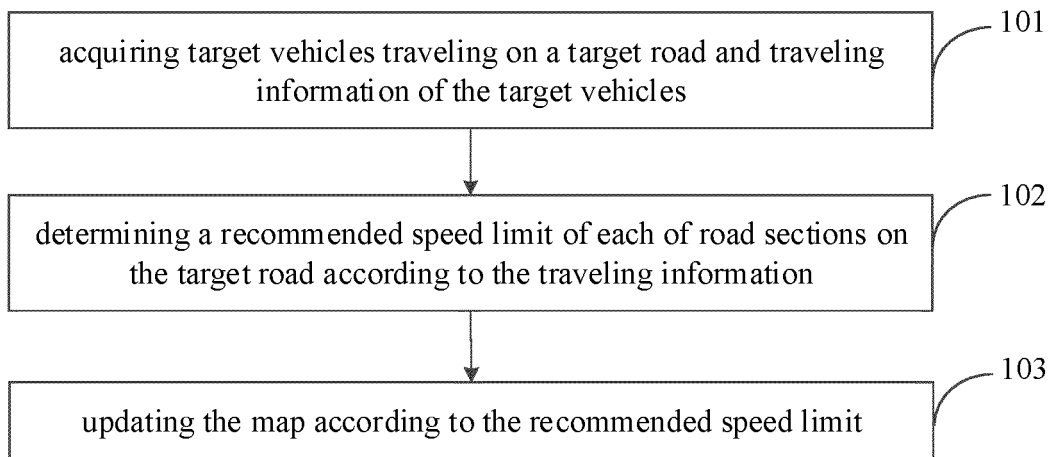 101
acquiring target vehicles traveling on a target road and traveling
information of the target vehicles
102
determining a recommended speed limit of each of road sections on
the target road according to the traveling information
103
updating the map according to the recommended speed limit